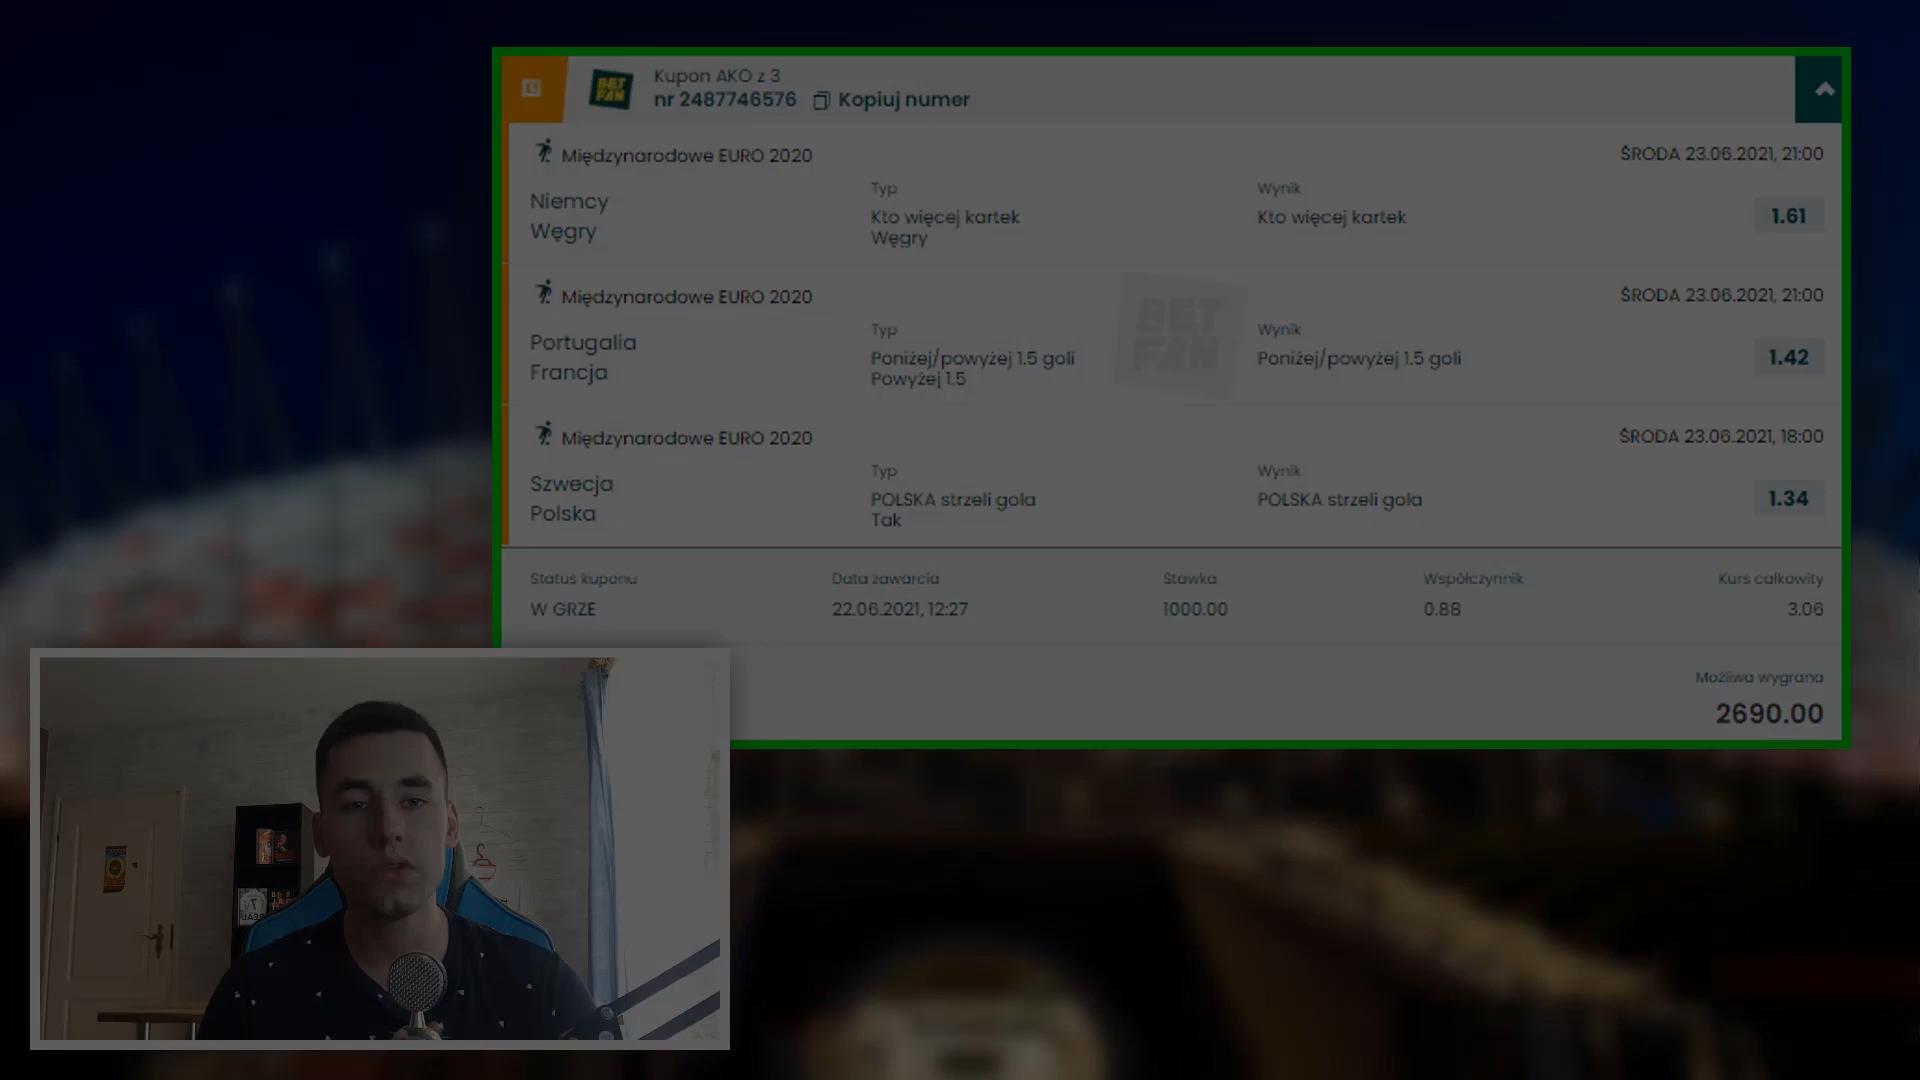 BET FAN
Kupon AKO z 3
nr 2487746576 Kopiuj numer
Międzynarodowe EURO 2020
ŚRODA 23.06.2021, 21:00
Niemcy
Węgry
Typ
Kto więcej kartek
Węgry
Wynik
Kto więcej kartek
1.61
Międzynarodowe EURO 2020
ŚRODA 23.06.2021, 21:00
Portugalia
Francja
Typ
Poniżej/powyżej 1.5 goli
Powyżej 1.5
BET
FAN
Wynik
Poniżej/powyżej 1.5 goli
1.42
Międzynarodowe EURO 2020
ŚRODA 23.06.2021, 18:00
Szwecja
Polska
Typ
POLSKA strzeli gola
Tak
Wynik
POLSKA strzeli gola
1.34
Status kuponu
W GRZE
Data zawarcia
22.06.2021, 12:27
Stawka
1000.00
Współczynnik
0.88
Kurs całkowity
3.06
Możliwa wygrana
2690.00
7